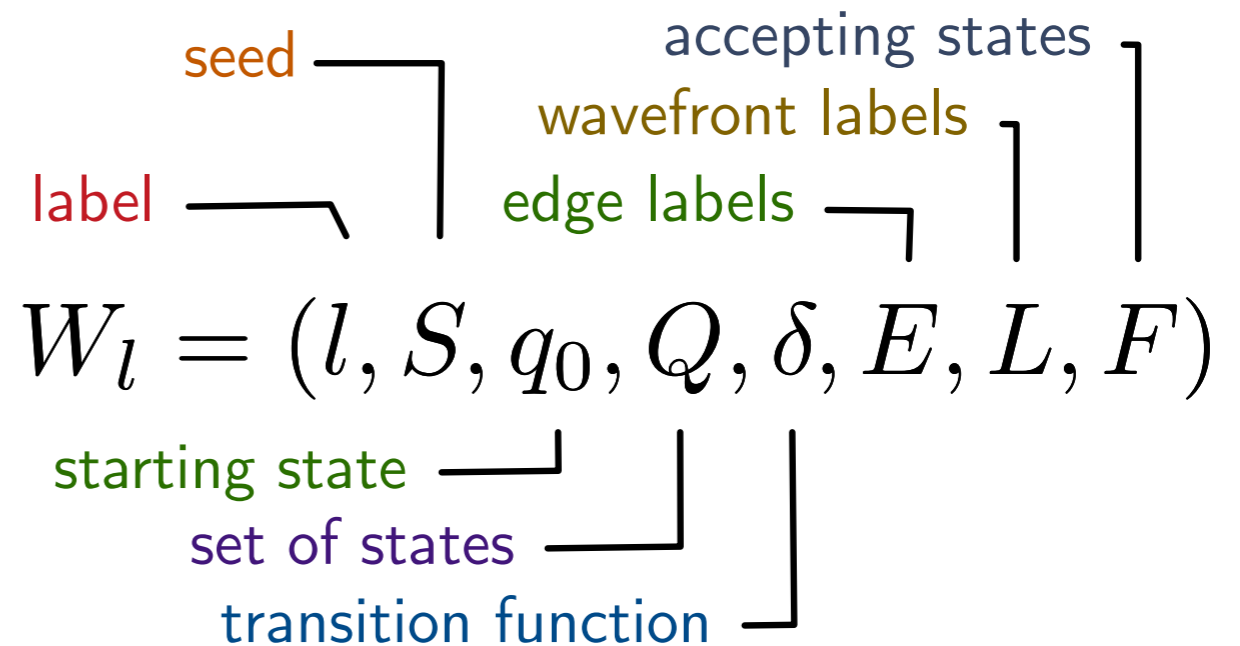 accepting states
seed
wavefront labels
label
edge labels
W_l = (l, S, q_0, Q, δ, E, L, F)
starting state
set of states
transition function